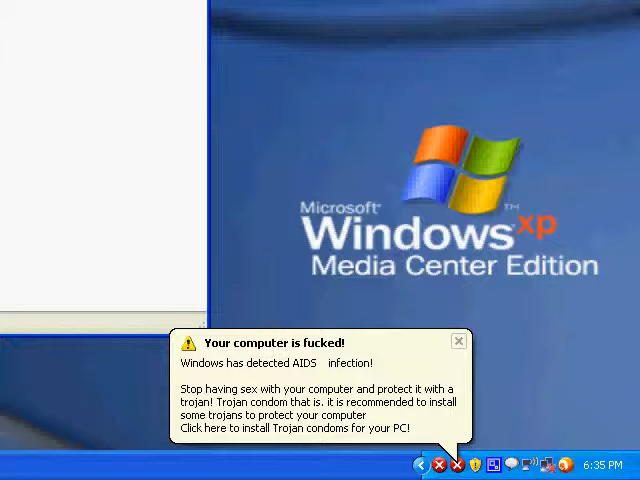 Microsoft
Windows xp
Media Center Edition
Your computer is fucked!
Windows has detected AIDS infection!
Stop having sex with your computer and protect it with a
trojan! Trojan condom that is. it is recommended to install
some trojans to protect your computer
Click here to install Trojan condoms for your PC!
6:35 PM